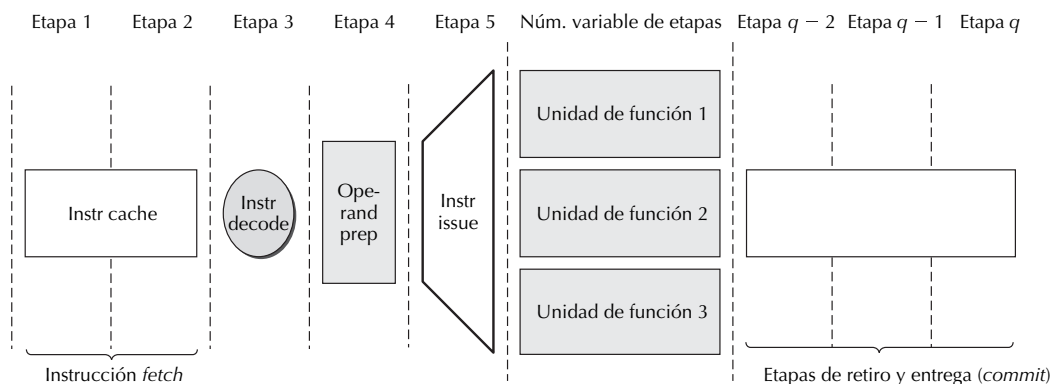 Etapa 1 Etapa 2 Etapa 3 Etapa 4 Etapa 5 Núm. variable de etapas Etapa q − 2 Etapa q − 1 Etapa q
Unidad de función 1
Instr cache
Instr
decode
Ope-
rand
prep
Instr
issue
Unidad de función 2
Unidad de función 3
Instrucción fetch
Etapas de retiro y entrega (commit)